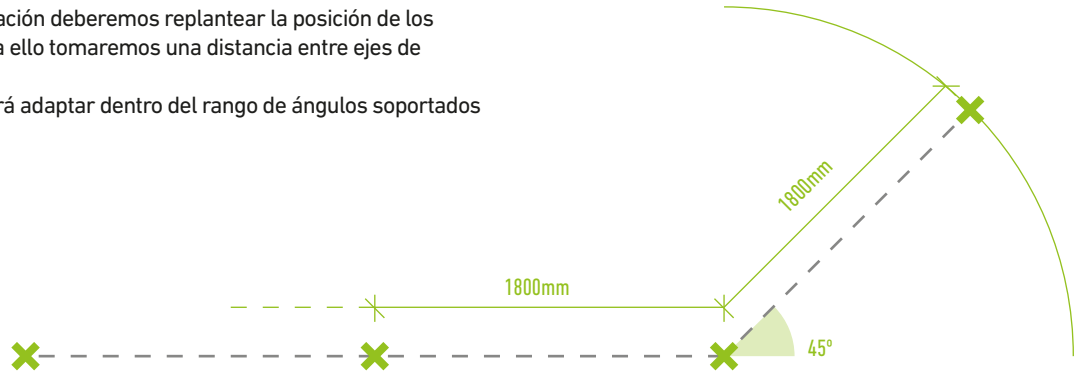 ación deberemos replantear la posición de los
a ello tomaremos una distancia entre ejes de
rá adaptar dentro del rango de ángulos soportados
1800mm
1800mm
45º